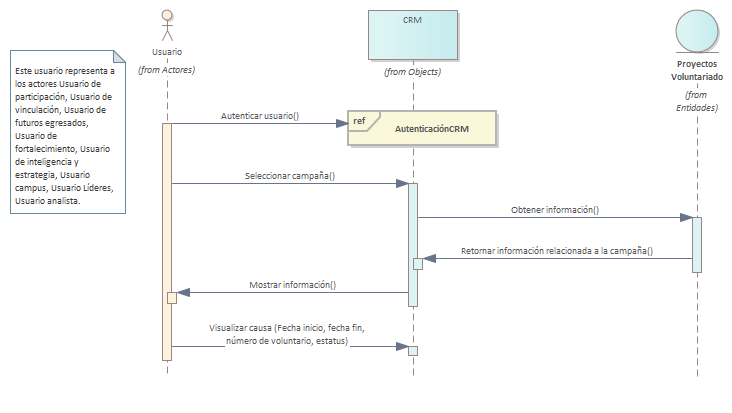 CRM
Usuario
(from Actores)
(from Objects)
Proyectos
Voluntariado
(from
Entidades)
Este usuario representa a
los actores Usuario de
participación, Usuario de
vinculación, Usuario de
futuros egresados,
Usuario de
fortalecimiento, Usuario
de inteligencia y
estrategia, Usuario
campus, Usuario Líderes,
Usuario analista.
Autenticar usuario()
ref
AutenticaciónCRM
Seleccionar campaña()
Obtener información()
Retornar información relacionada a la campaña()
Mostrar información()
Visualizar causa (Fecha inicio, fecha fin,
número de voluntario, estatus)